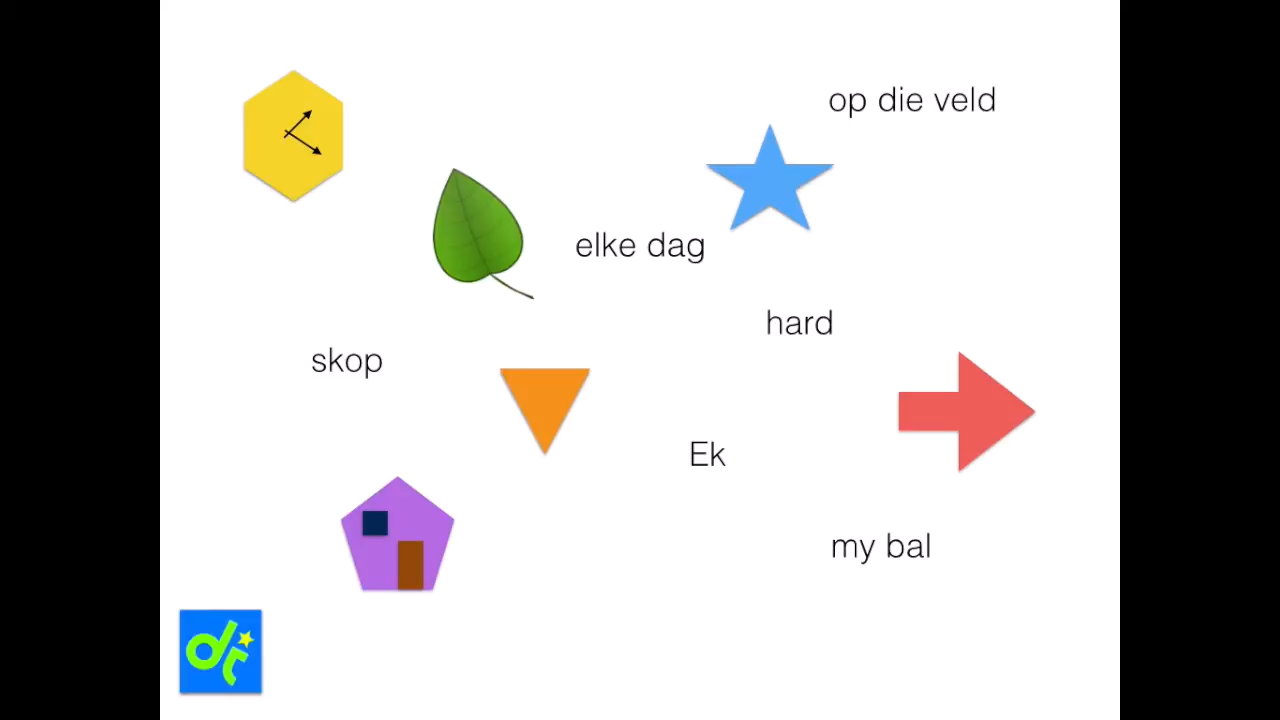 op die veld
elke dag
hard
skop
Ek
my bal